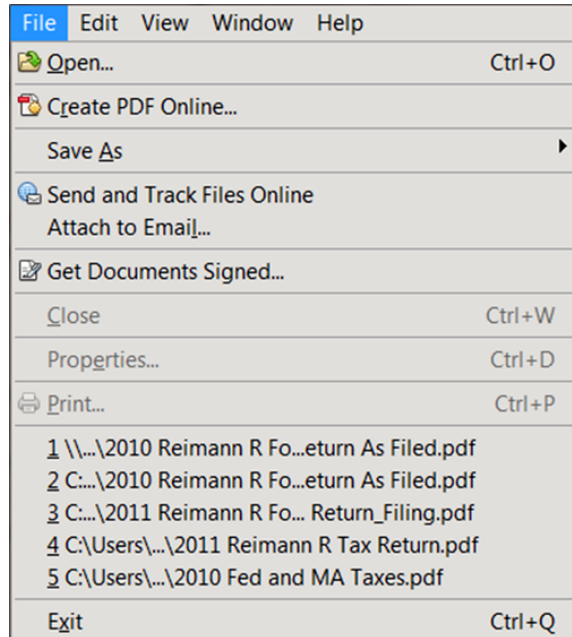 File Edit View Window Help
Open... Ctrl+O
Create PDF Online...
Save As
Send and Track Files Online
Attach to Email...
Get Documents Signed...
Close Ctrl+W
Properties... Ctrl+D
Print... Ctrl+P
1 \\...\2010 Reimann R Fo...eturn As Filed.pdf
2 C:...\2010 Reimann R Fo...eturn As Filed.pdf
3 C:...\2011 Reimann R Fo... Return_Filing.pdf
4 C:\Users\...\2011 Reimann R Tax Return.pdf
5 C:\Users\...\2010 Fed and MA Taxes.pdf
Exit Ctrl+Q